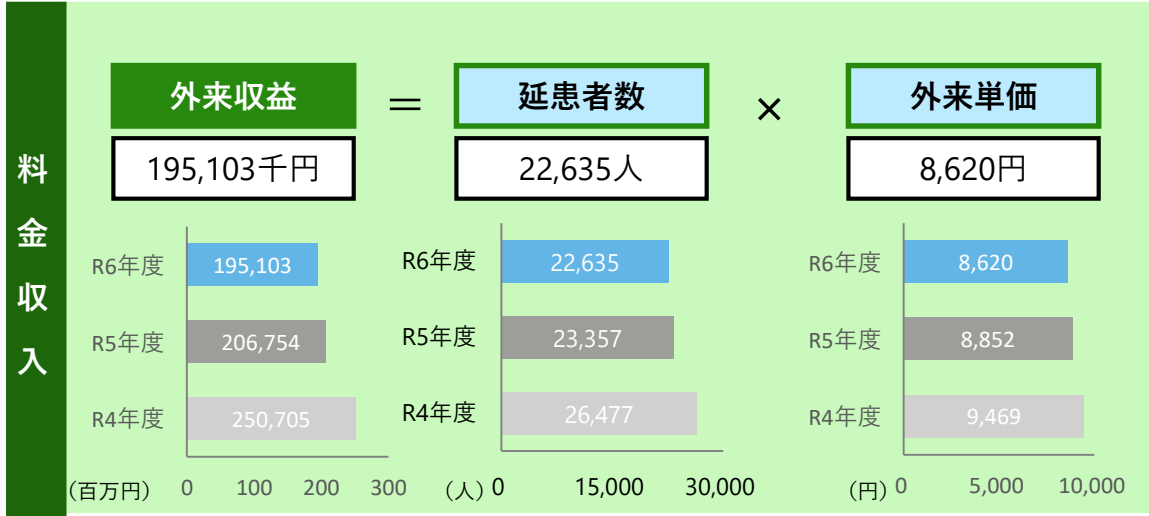 料金収入
外来収益 ＝ 延患者数 × 外来単価
195,103千円 22,635人 8,620円
R6年度 195,103
R5年度 206,754
R4年度 250,705
(百万円) 0 100 200 300
R6年度 22,635
R5年度 23,357
R4年度 26,477
(人) 0 15,000 30,000
R6年度 8,620
R5年度 8,852
R4年度 9,469
(円) 0 5,000 10,000